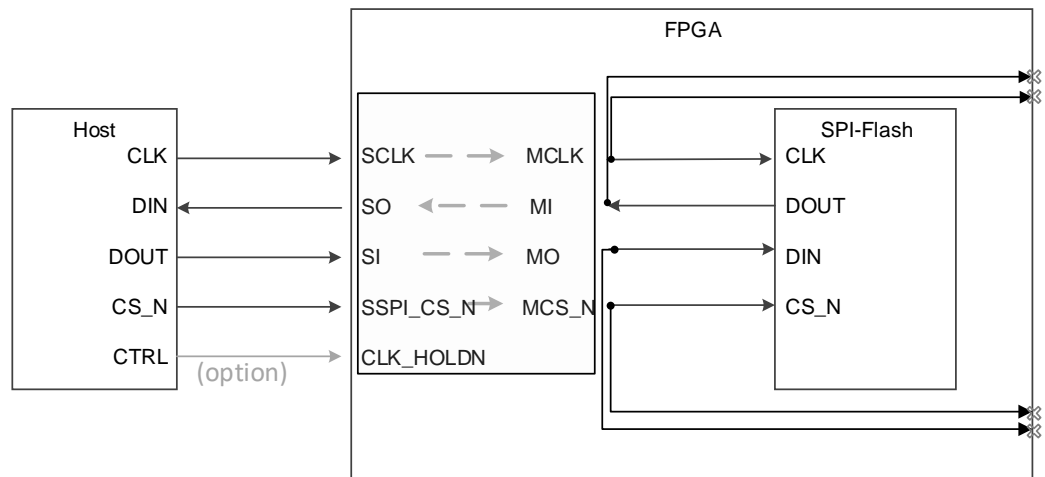 FPGA
Host
SPI-Flash
CLK
SCLK
MCLK
CLK
DIN
SO
MI
DOUT
DOUT
SI
MO
DIN
CS_N
SSPI_CS_N
MCS_N
CS_N
CTRL
(option)
CLK_HOLDN